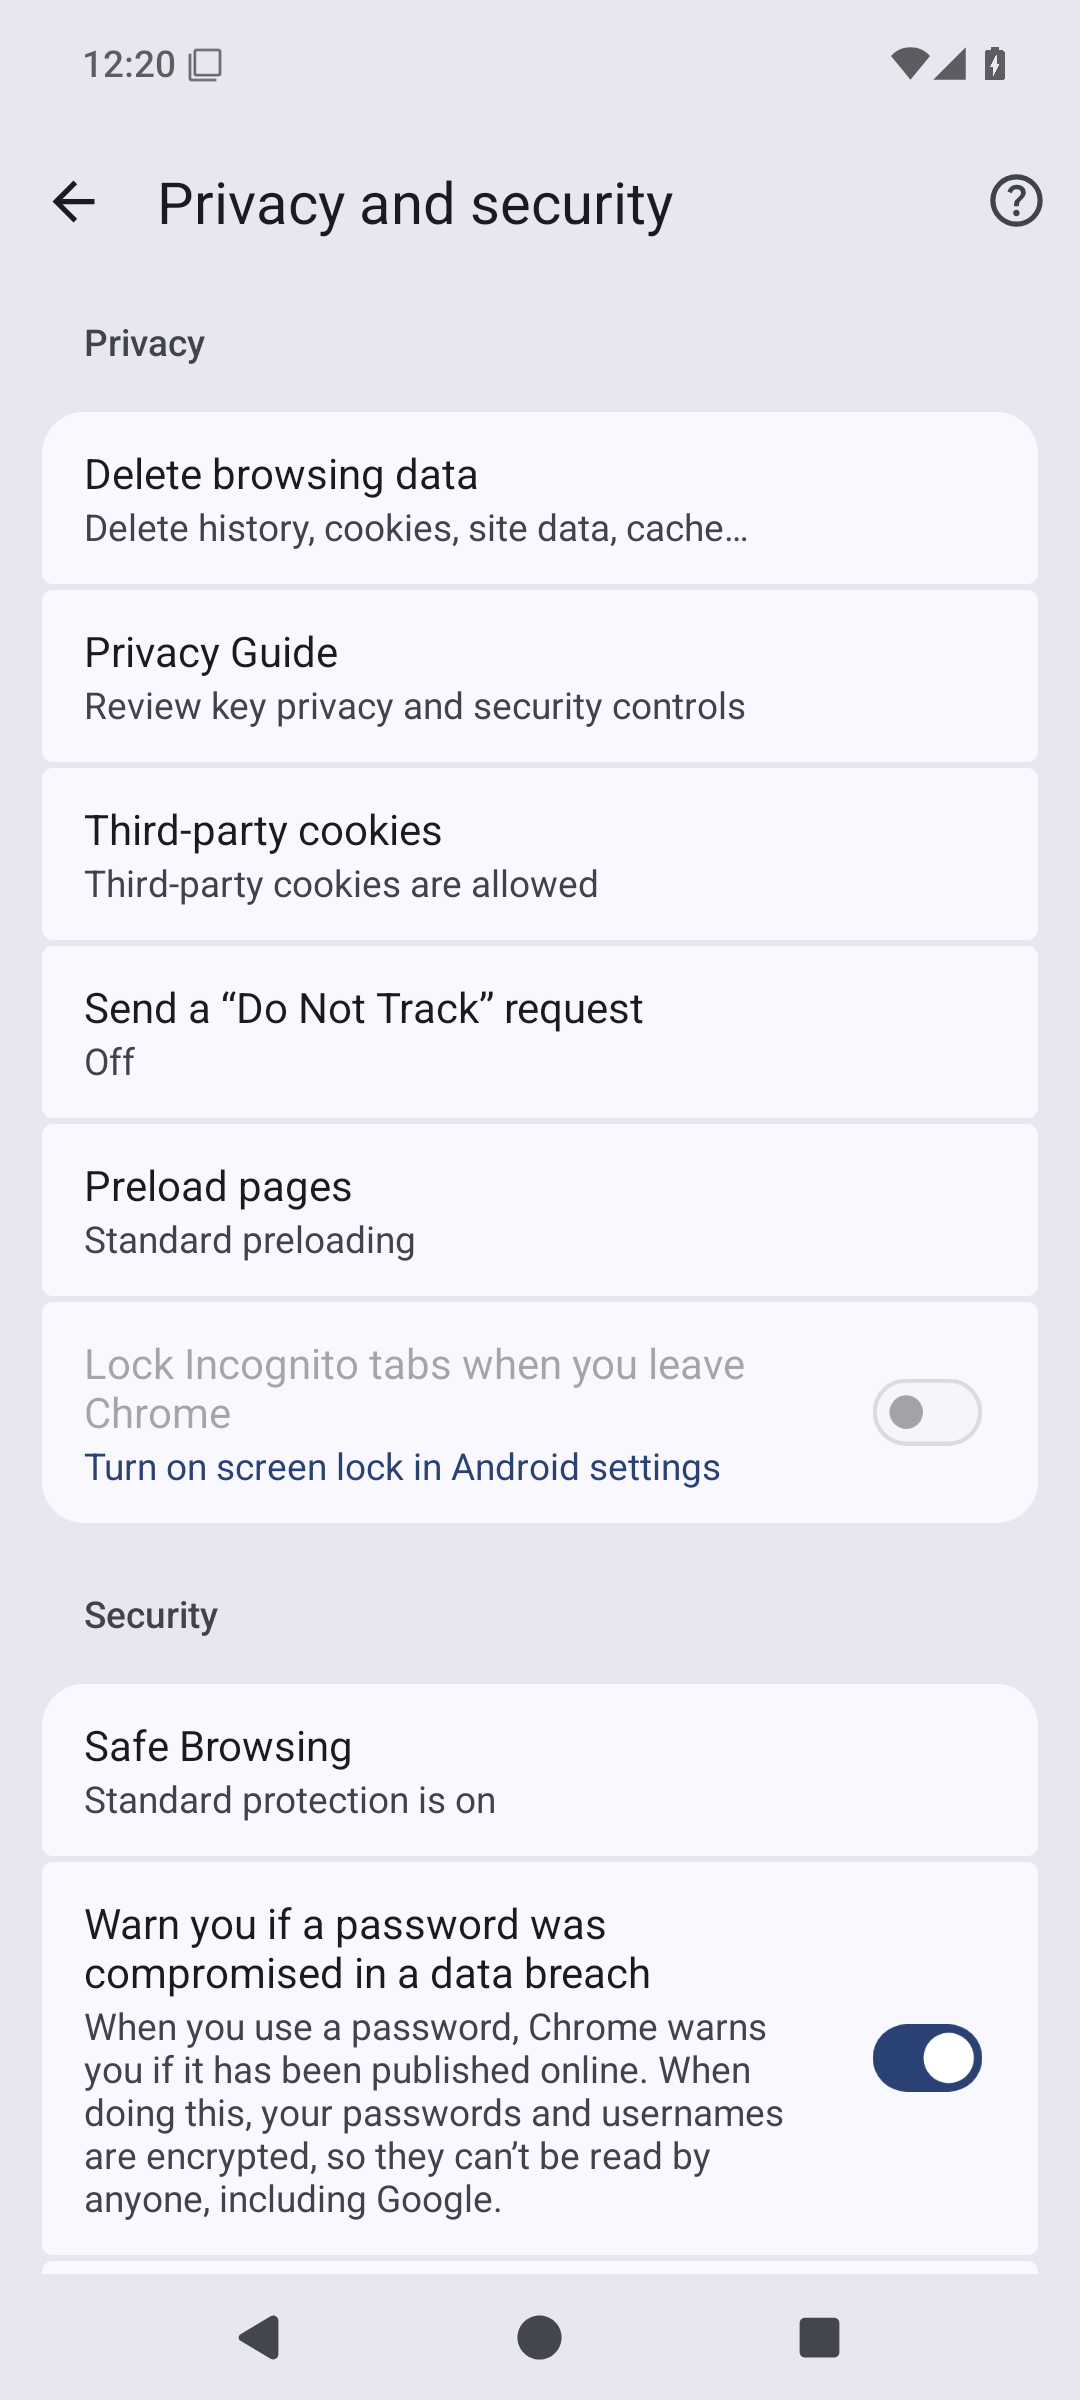 12:20
Privacy and security
Privacy
Delete browsing data
Delete history, cookies, site data, cache…
Privacy Guide
Review key privacy and security controls
Third-party cookies
Third-party cookies are allowed
Send a “Do Not Track” request
Off
Preload pages
Standard preloading
Lock Incognito tabs when you leave
Chrome
Turn on screen lock in Android settings
Security
Safe Browsing
Standard protection is on
Warn you if a password was
compromised in a data breach
When you use a password, Chrome warns
you if it has been published online. When
doing this, your passwords and usernames
are encrypted, so they can’t be read by
anyone, including Google.